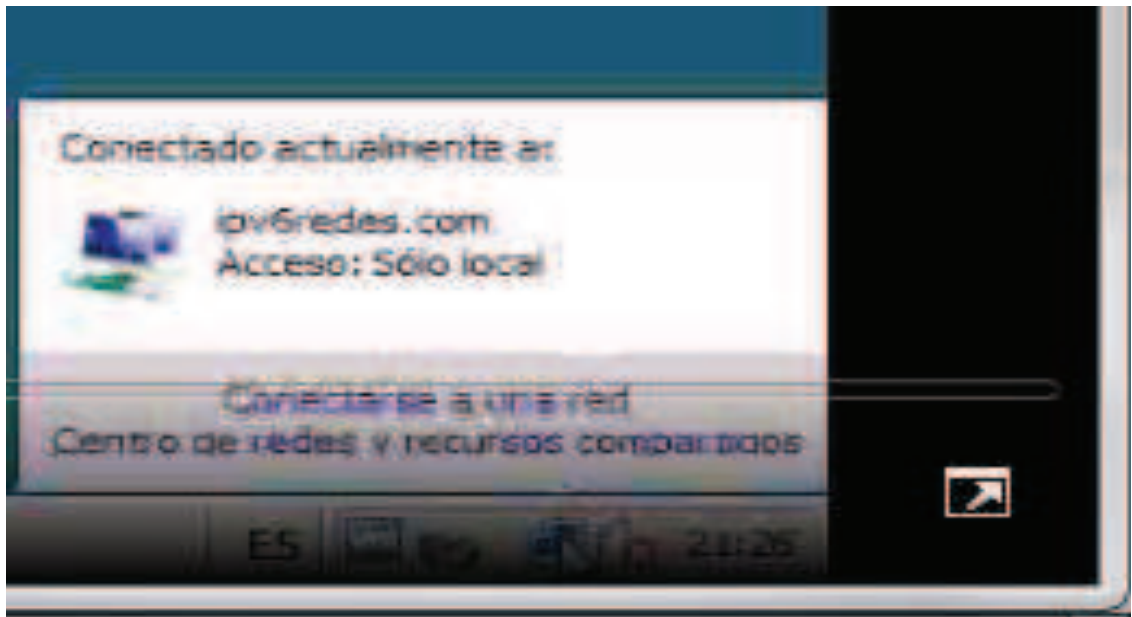 Conectado actualmente a:
ipv6redes.com
Acceso: Sólo local
Conectarse a una red
Centro de redes y recursos compartidos
ES
21:26